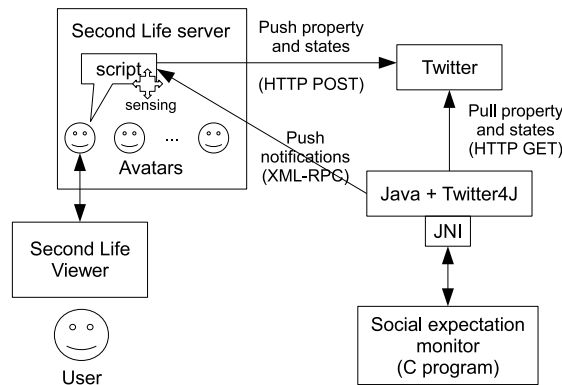 Second Life server
script
sensing
...
Avatars
Push property
and states
(HTTP POST)
Twitter
Pull property
and states
(HTTP GET)
Push
notifications
(XML-RPC)
Java + Twitter4J
JNI
Second Life
Viewer
User
Social expectation
monitor
(C program)